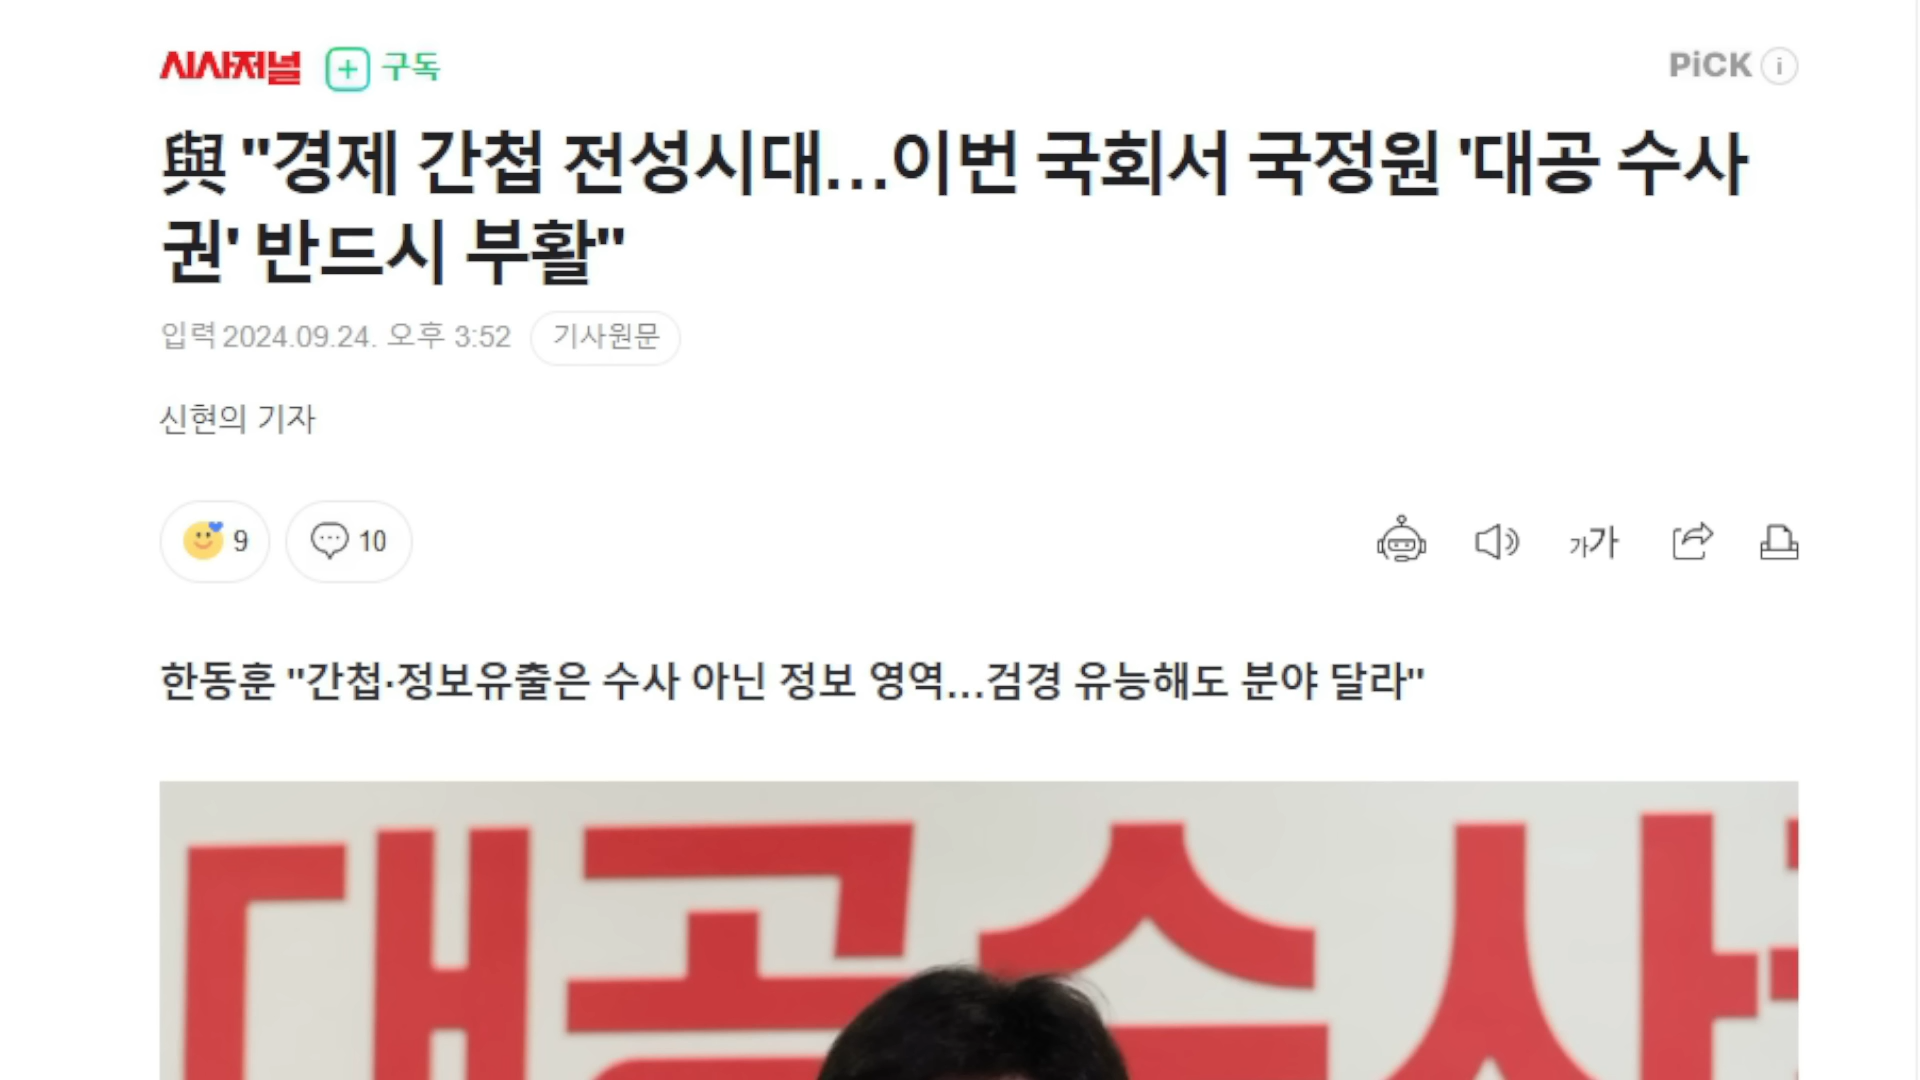 시사저널 구독 PiCK
與 "경제 간첩 전성시대…이번 국회서 국정원 '대공 수사
권' 반드시 부활"
입력 2024.09.24. 오후 3:52 기사원문
신현의 기자
9 10 가가
한동훈 "간첩·정보유출은 수사 아닌 정보 영역…검경 유능해도 분야 달라"
대공수사